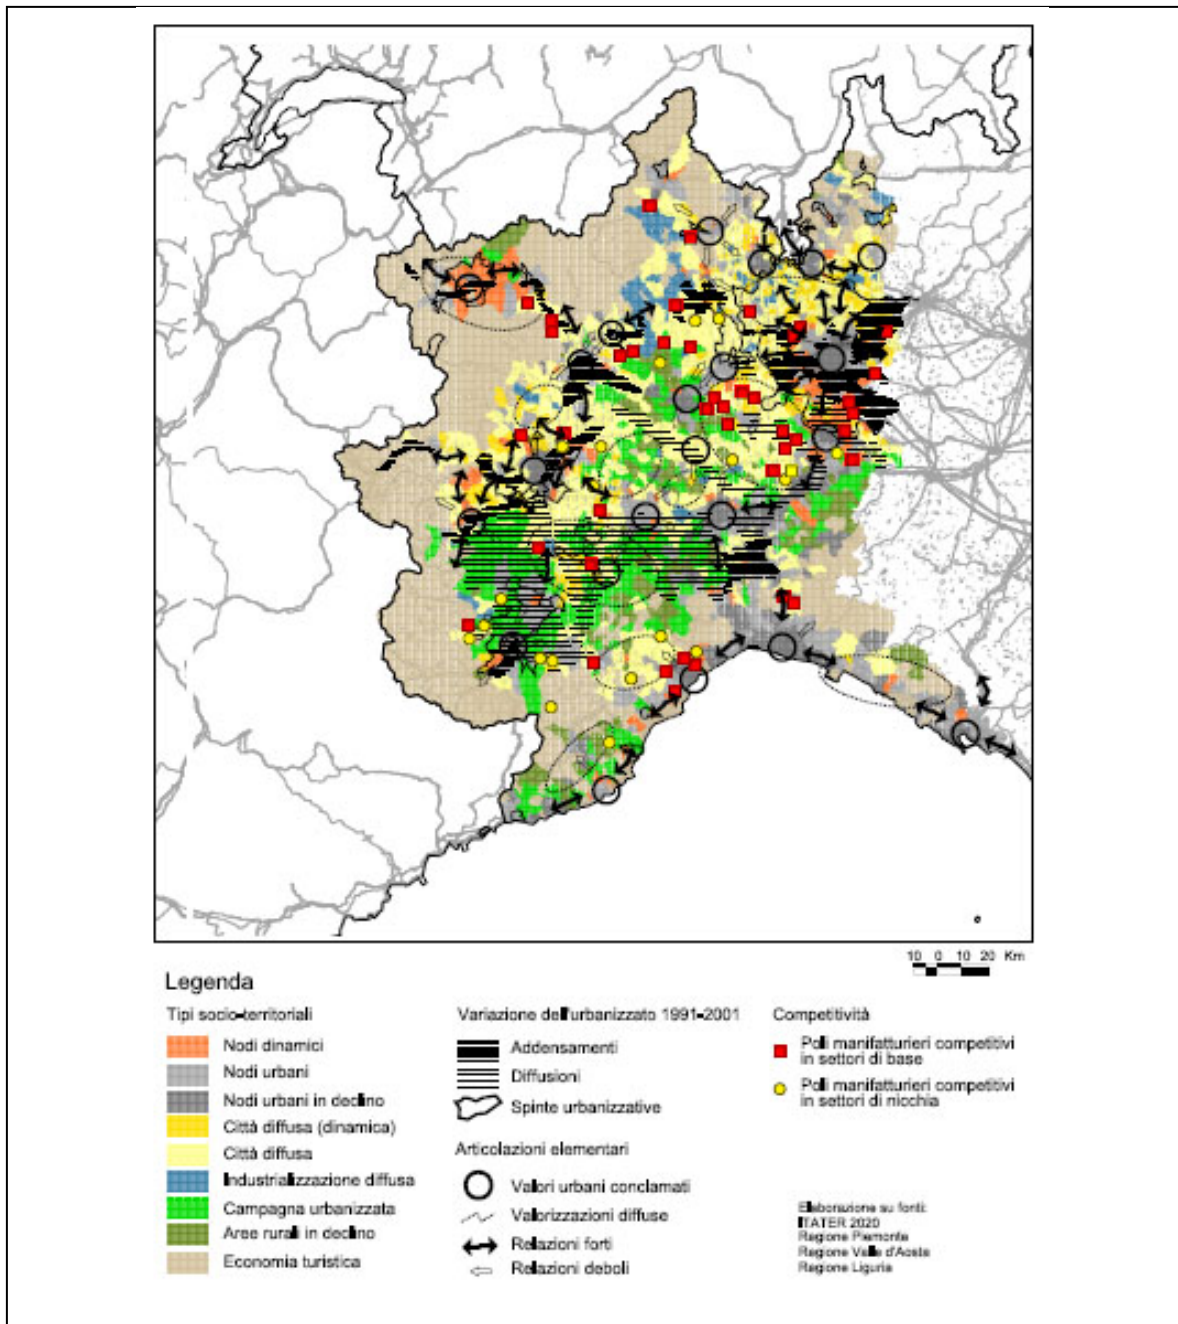 10 0 10 20 Km
Legenda
Tipi socio-territoriali
Nodi dinamici
Nodi urbani
Nodi urbani in declino
Città diffusa (dinamica)
Città diffusa
Industrializzazione diffusa
Campagna urbanizzata
Aree rurali in declino
Economia turistica
Variazione dell'urbanizzato 1991-2001
Addensamenti
Diffusioni
Spinte urbanizzative
Articolazioni elementari
Valori urbani conclamati
Valorizzazioni diffuse
Relazioni forti
Relazioni deboli
Competitività
Poli manifatturieri competitivi
in settori di base
Poli manifatturieri competitivi
in settori di nicchia
Elaborazione su fonti:
ITATER 2020
Regione Piemonte
Regione Valle d'Aosta
Regione Liguria